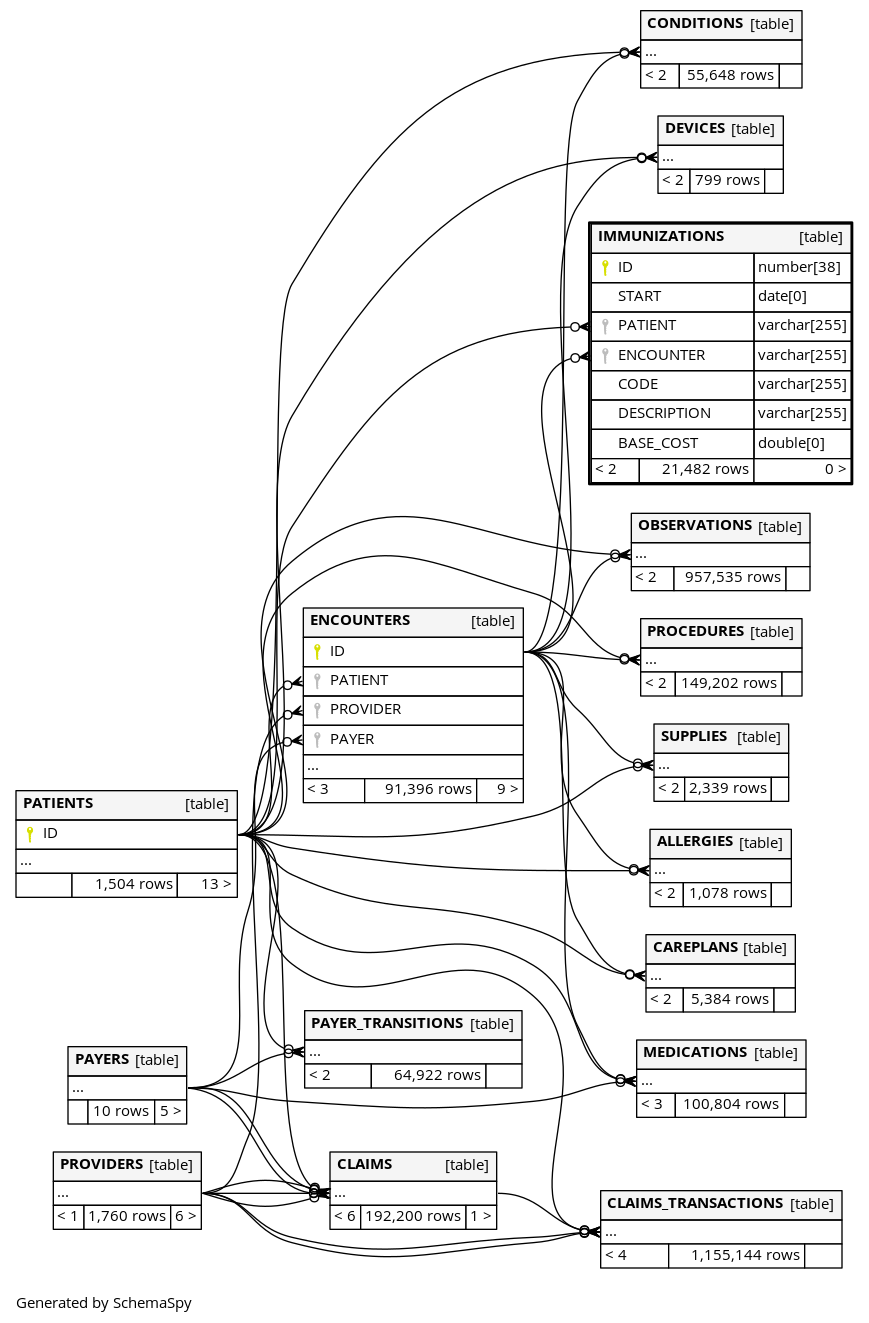 CONDITIONS [table]
...
< 2 55,648 rows
DEVICES [table]
...
< 2 799 rows
IMMUNIZATIONS [table]
ID number[38]
START date[0]
PATIENT varchar[255]
ENCOUNTER varchar[255]
CODE varchar[255]
DESCRIPTION varchar[255]
BASE_COST double[0]
< 2 21,482 rows 0 >
OBSERVATIONS [table]
...
< 2 957,535 rows
ENCOUNTERS [table]
ID
PATIENT
PROVIDER
PAYER
...
< 3 91,396 rows 9 >
PROCEDURES [table]
...
< 2 149,202 rows
SUPPLIES [table]
...
< 2 2,339 rows
PATIENTS [table]
ID
...
1,504 rows 13 >
ALLERGIES [table]
...
< 2 1,078 rows
CAREPLANS [table]
...
< 2 5,384 rows
PAYER_TRANSITIONS [table]
...
< 2 64,922 rows
MEDICATIONS [table]
...
< 3 100,804 rows
PAYERS [table]
...
10 rows 5 >
PROVIDERS [table]
...
< 1 1,760 rows 6 >
CLAIMS [table]
...
< 6 192,200 rows 1 >
CLAIMS_TRANSACTIONS [table]
...
< 4 1,155,144 rows
Generated by SchemaSpy